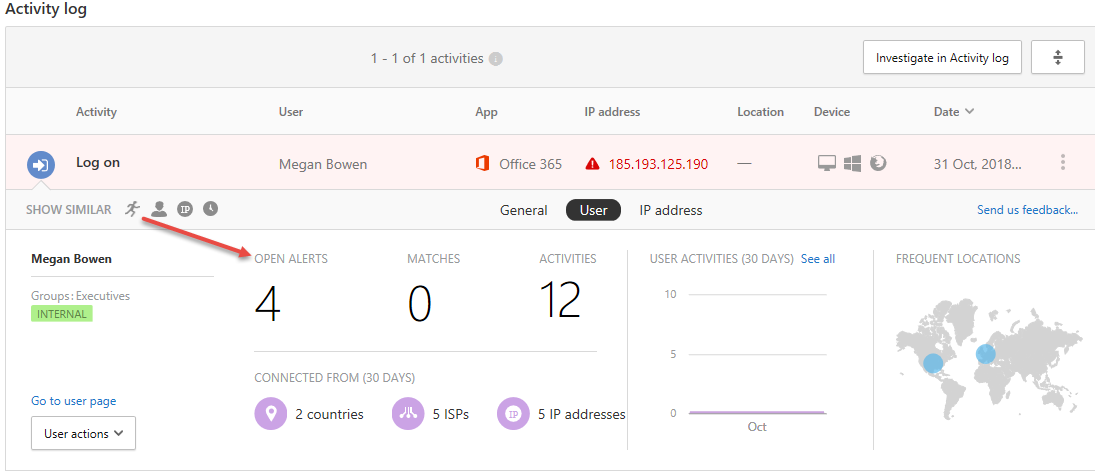 Activity log
1 - 1 of 1 activities i
Investigate in Activity log
Activity User App IP address Location Device Date
Log on Megan Bowen Office 365 185.193.125.190 — 31 Oct, 2018...
SHOW SIMILAR IP General User IP address Send us feedback...
Megan Bowen
Groups: Executives
INTERNAL
Go to user page
User actions
OPEN ALERTS MATCHES ACTIVITIES
4 0 12
CONNECTED FROM (30 DAYS)
2 countries 5 ISPs IP 5 IP addresses
USER ACTIVITIES (30 DAYS) See all
10
5
0
Oct
FREQUENT LOCATIONS